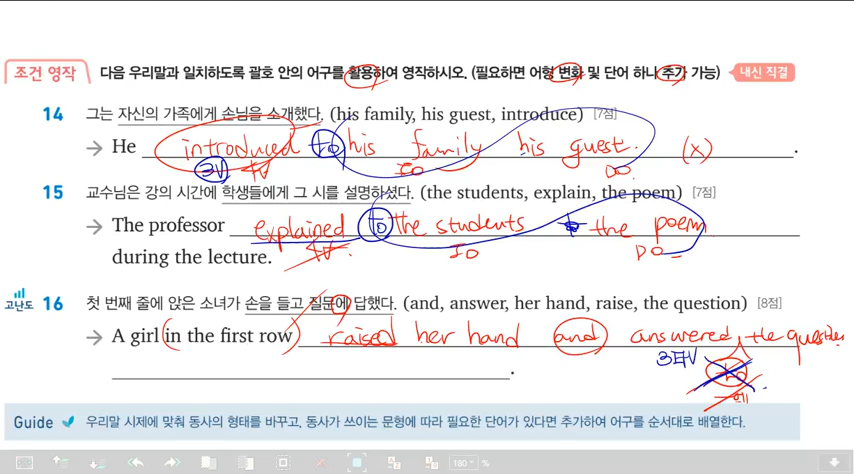 조건 영작 다음 우리말과 일치하도록 괄호 안의 어구를 활용하여 영작하시오. (필요하면 어형 변화 및 단어 하나 추가 가능) 내신 직결
14 그는 자신의 가족에게 손님을 소개했다. (his family, his guest, introduce) [7점]
→ He introduced to his family his guest. (X) .
3V 4V IO DO
15 교수님은 강의 시간에 학생들에게 그 시를 설명하셨다. (the students, explain, the poem) [7점]
→ The professor explained to the students the poem
during the lecture. 4V IO DO
고난도 16 첫 번째 줄에 앉은 소녀가 손을 들고 질문에 답했다. (and, answer, her hand, raise, the question) [8점]
→ A girl (in the first row) raised her hand and answered the question
3형V
to
.
~에
Guide 우리말 시제에 맞춰 동사의 형태를 바꾸고, 동사가 쓰이는 문형에 따라 필요한 단어가 있다면 추가하여 어구를 순서대로 배열한다.
180° %